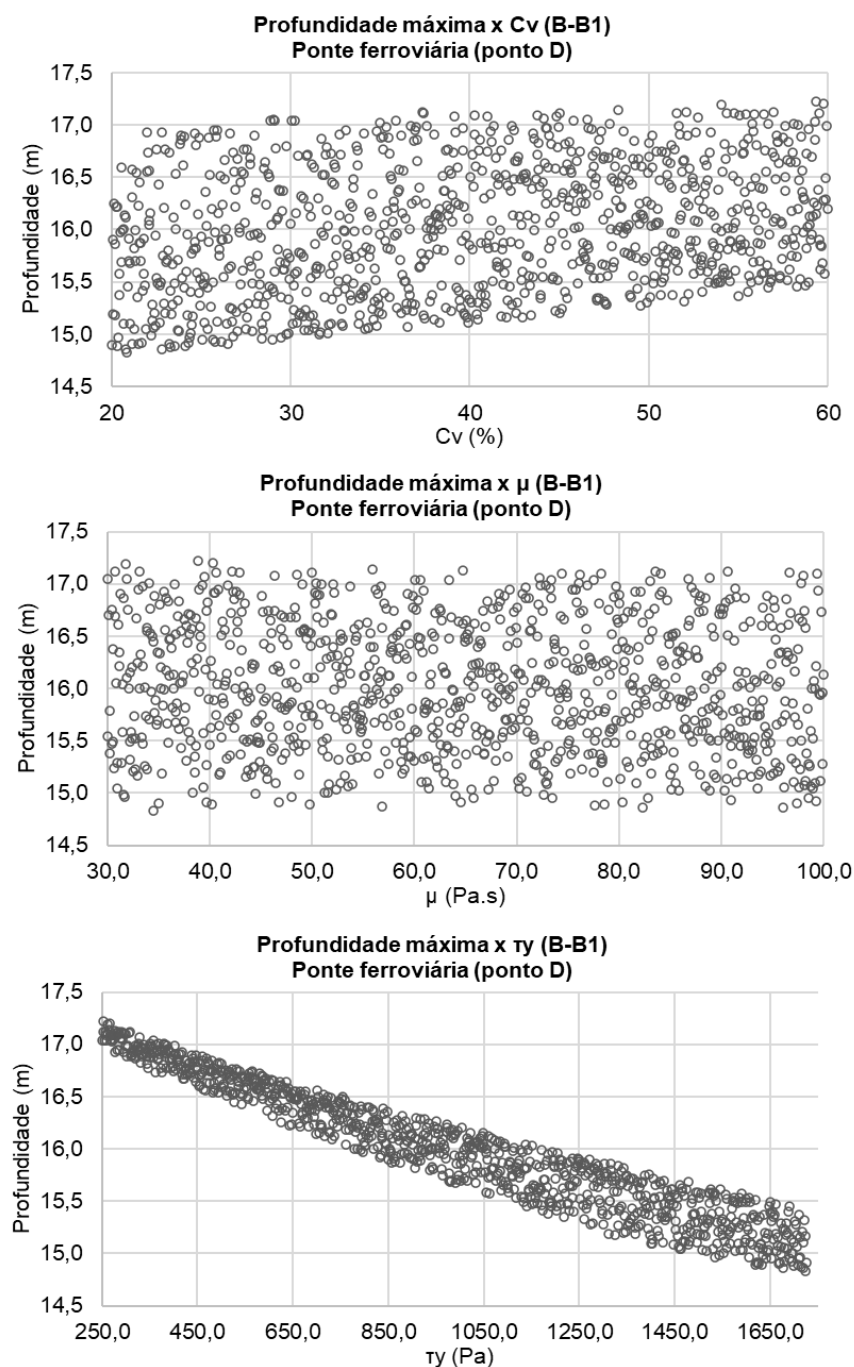 Profundidade máxima x Cv (B-B1)
Ponte ferroviária (ponto D)
17,5
17,0
16,5
16,0
15,5
15,0
14,5
Profundidade (m)
20 30 40 50 60
Cv (%)
Profundidade máxima x µ (B-B1)
Ponte ferroviária (ponto D)
17,5
17,0
16,5
16,0
15,5
15,0
14,5
Profundidade (m)
30,0 40,0 50,0 60,0 70,0 80,0 90,0 100,0
µ (Pa.s)
Profundidade máxima x τy (B-B1)
Ponte ferroviária (ponto D)
17,5
17,0
16,5
16,0
15,5
15,0
14,5
Profundidade (m)
250,0 450,0 650,0 850,0 1050,0 1250,0 1450,0 1650,0
τy (Pa)